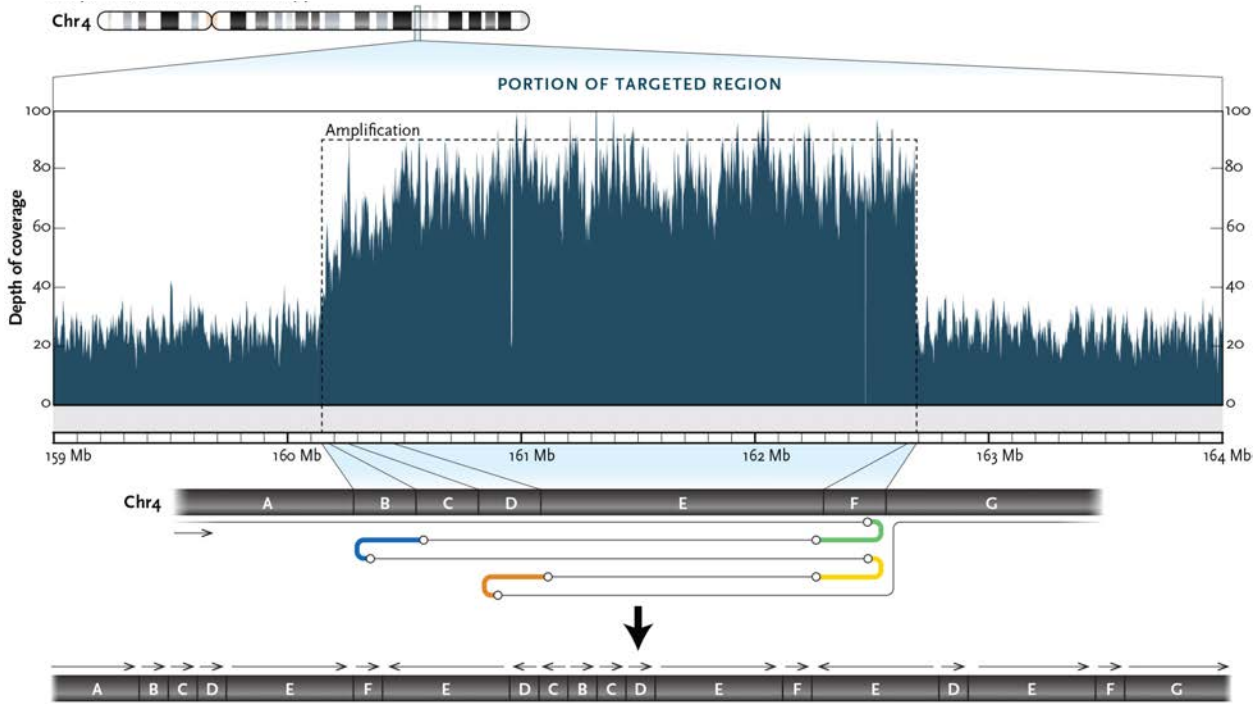 Chr4
PORTION OF TARGETED REGION
Amplification
Depth of coverage
100
80
60
40
20
0
100
80
60
40
20
0
159 Mb 160 Mb 161 Mb 162 Mb 163 Mb 164 Mb
Chr4 A B C D E F G
A B C D E F E D C B C D E F E D E F G